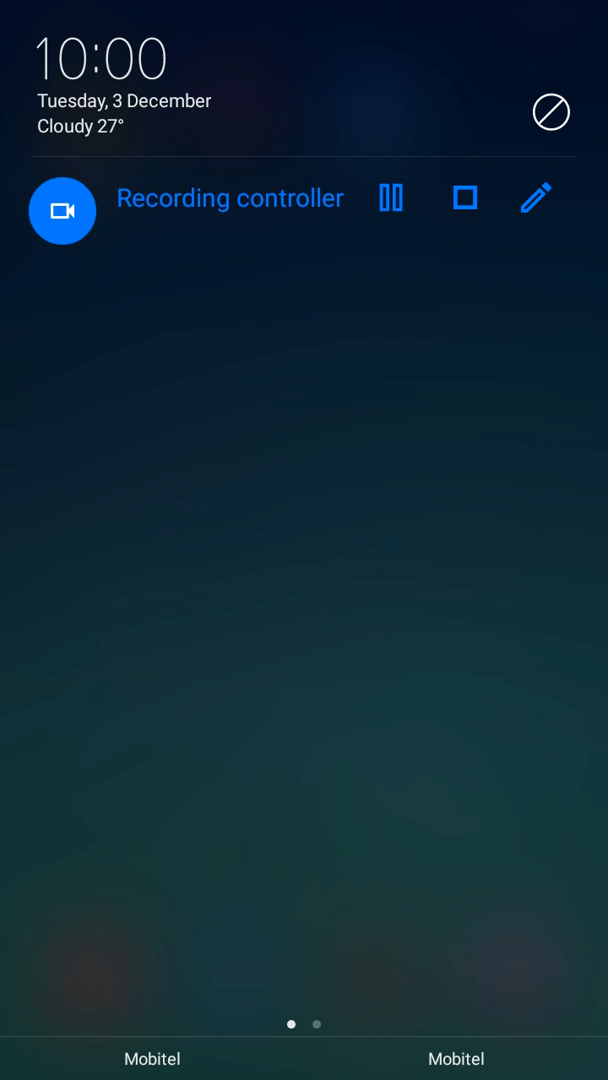 10:00
Tuesday, 3 December
Cloudy 27°
Recording controller
Mobitel Mobitel